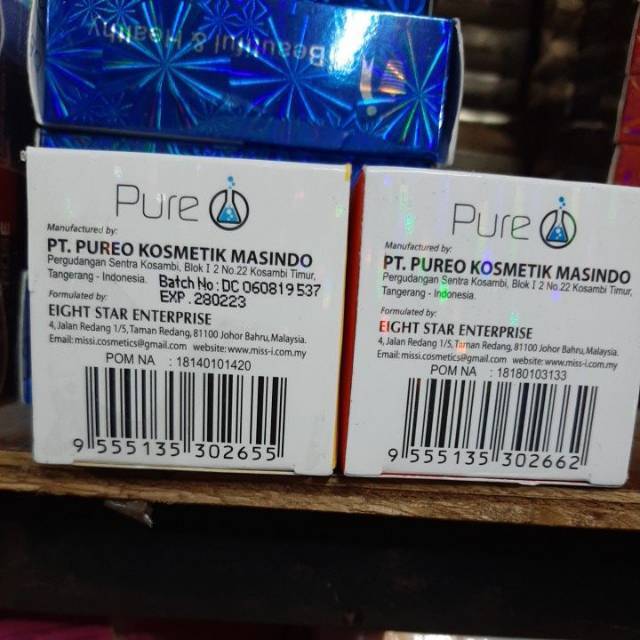 Beautiful & Healthy
Pure
Manufactured by:
PT. PUREO KOSMETIK MASINDO
Pergudangan Sentra Kosambi, Blok I 2 No.22 Kosambi Timur,
Tangerang - Indonesia. Batch No : DC 060819 537
EXP . 280223
Formulated by:
EIGHT STAR ENTERPRISE
4, Jalan Redang 1/5, Taman Redang, 81100 Johor Bahru, Malaysia.
Email: missi.cosmetics@gmail.com website: www.miss-i.com.my
POM NA : 18140101420
9 555135 302655
Pure
Manufactured by:
PT. PUREO KOSMETIK MASINDO
Pergudangan Sentra Kosambi, Blok I 2 No.22 Kosambi Timur,
Tangerang - Indonesia.
Formulated by:
EIGHT STAR ENTERPRISE
4, Jalan Redang 1/5, Taman Redang, 81100 Johor Bahru, Malaysia.
Email: missi.cosmetics@gmail.com website: www.miss-i.com.my
POM NA : 18180103133
9 555135 302662